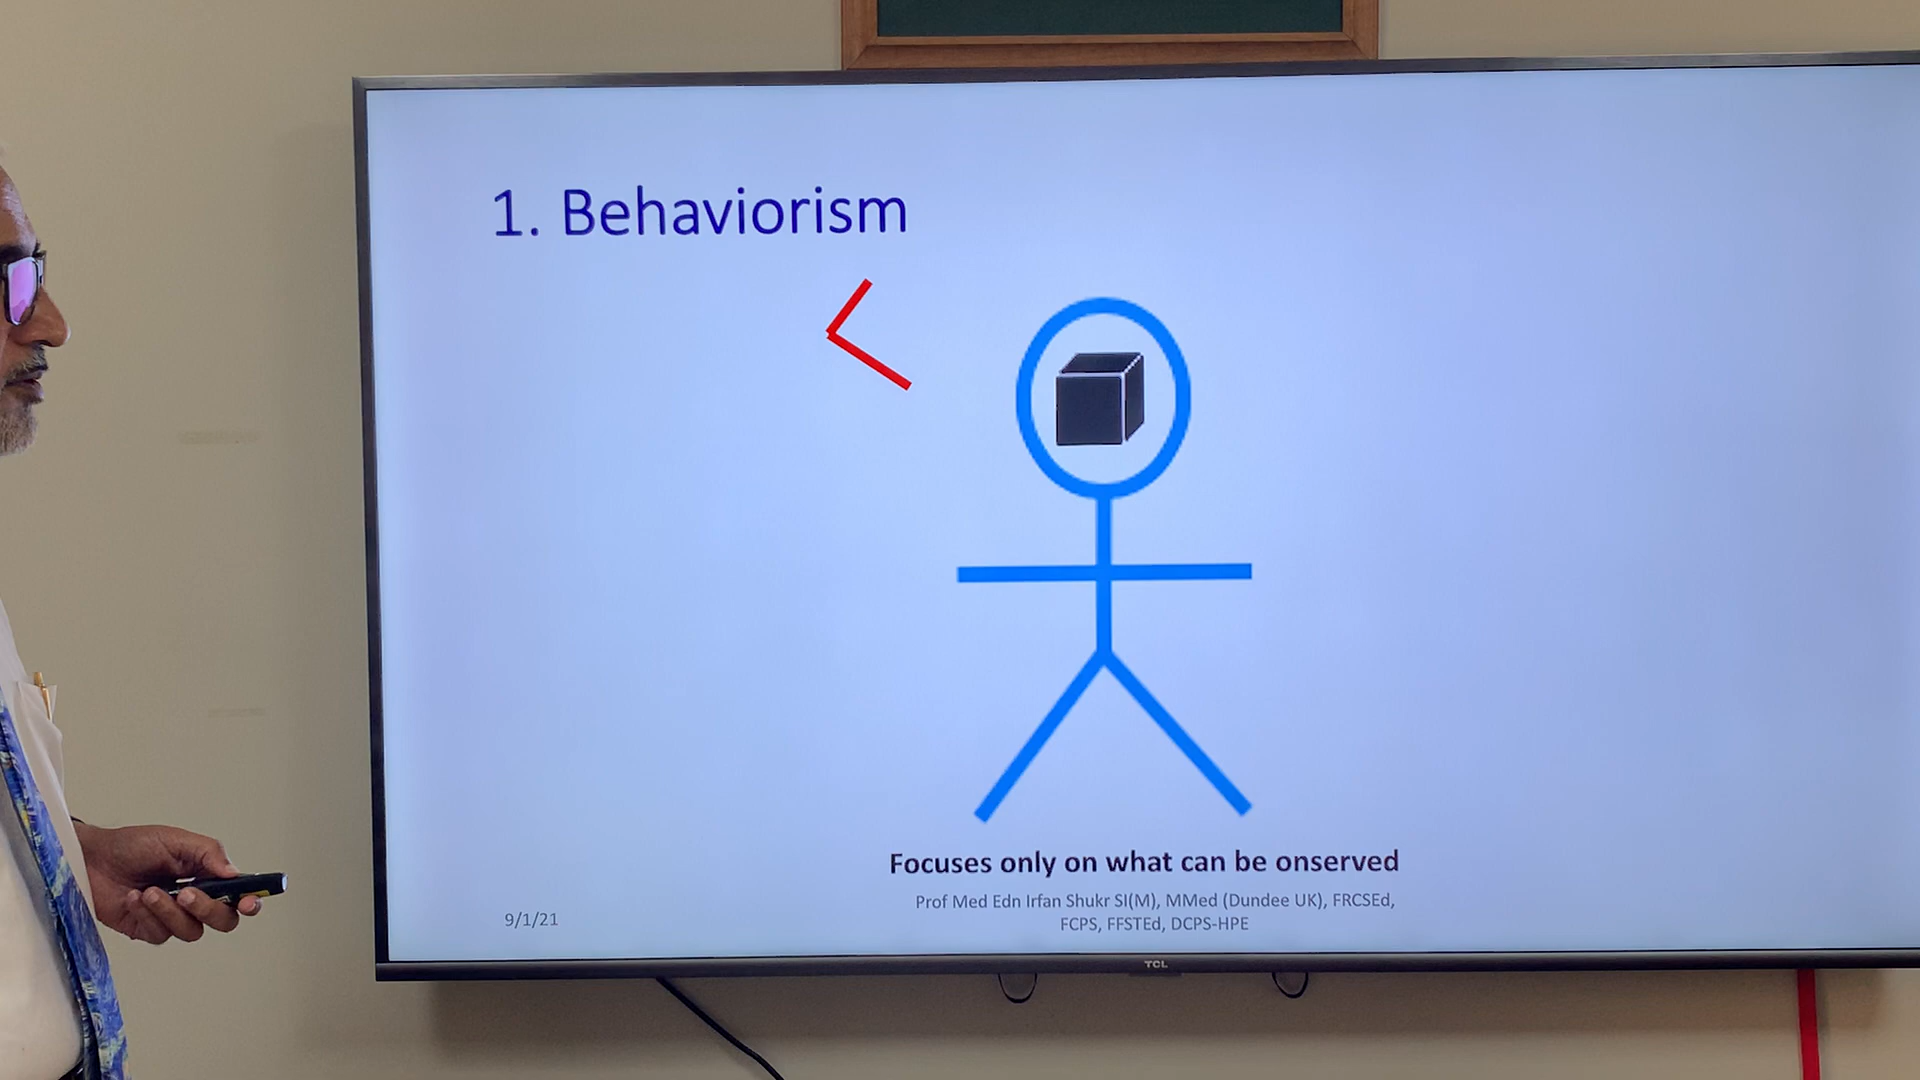 1. Behaviorism
Focuses only on what can be onserved
Prof Med Edn Irfan Shukr SI(M), MMed (Dundee UK), FRCSEd,
FCPS, FFSTEd, DCPS-HPE
9/1/21
TCL